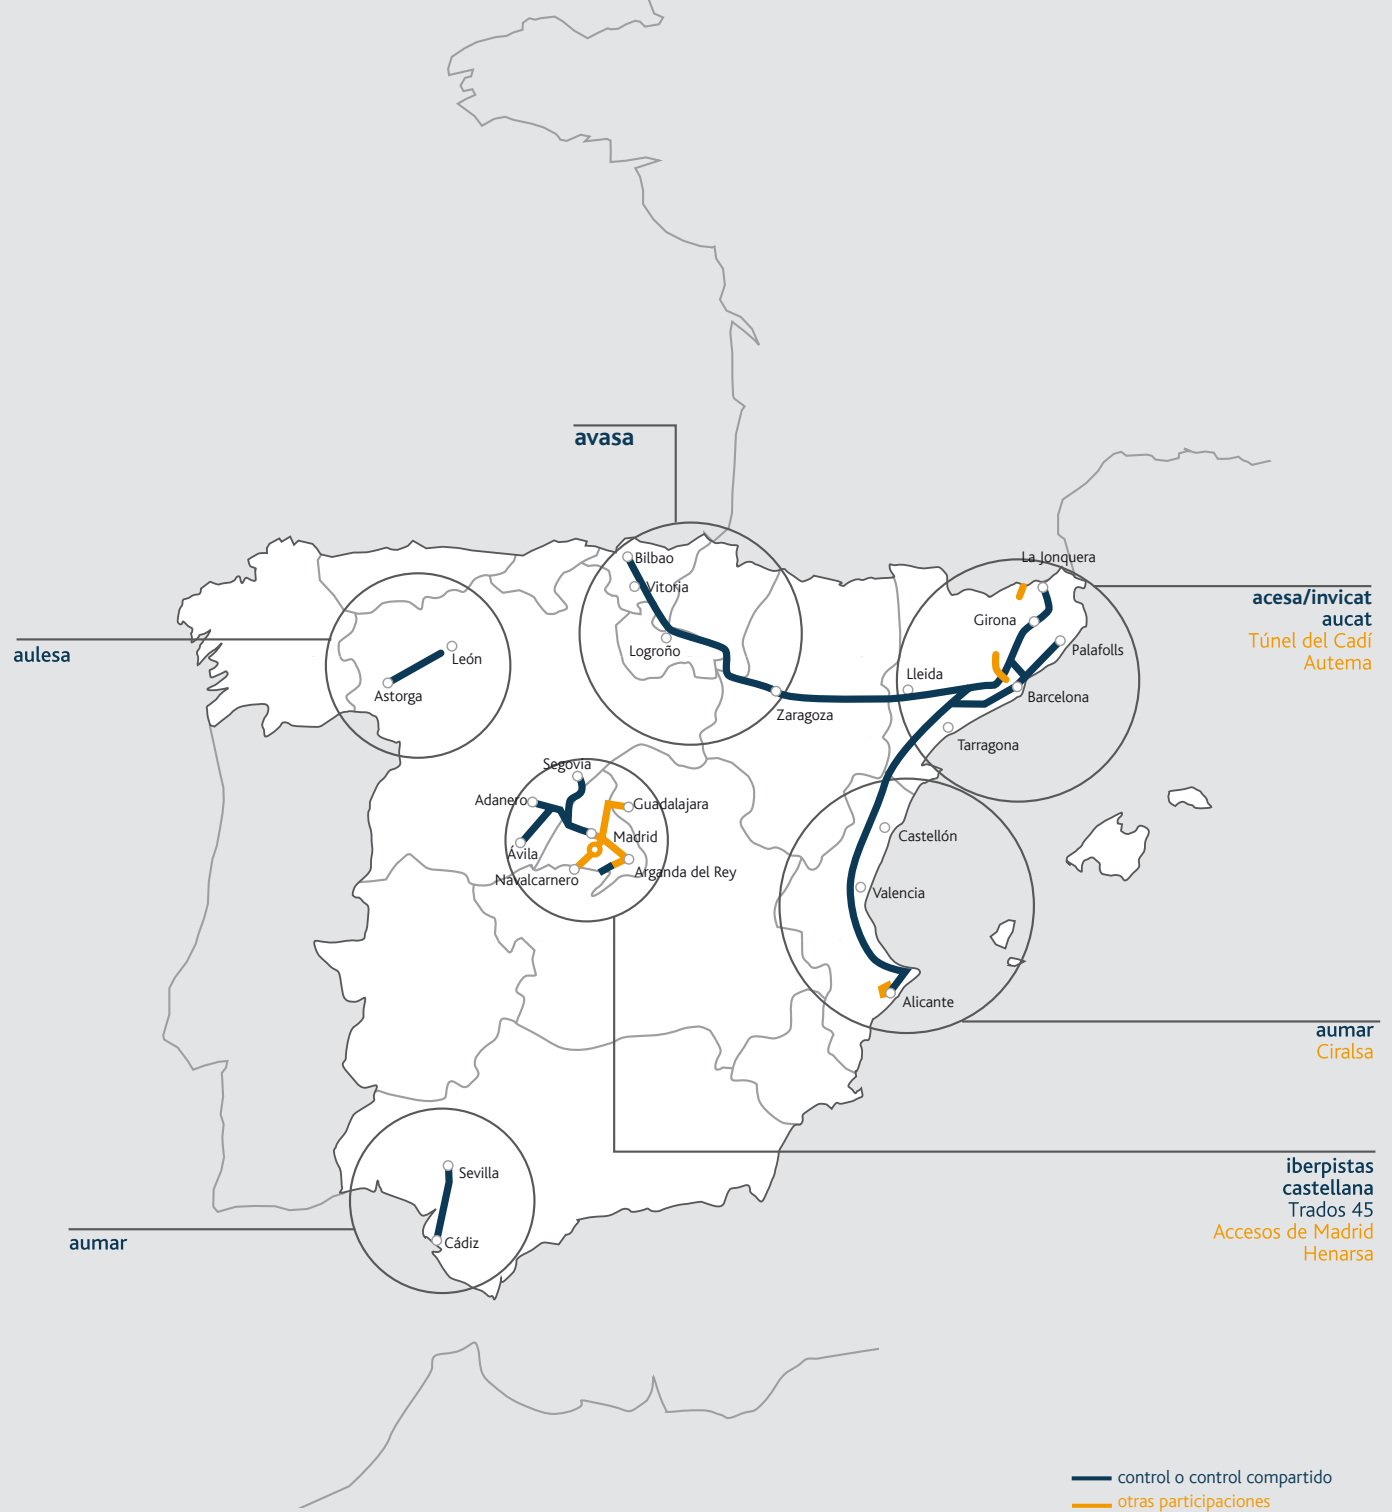 avasa
La Jonquera
Bilbao
Vitoria
acesa/invicat
aucat
Túnel del Cadí
Autema
Girona
Palafolls
aulesa
León
Logroño
Lleida
Astorga
Barcelona
Zaragoza
Tarragona
Segovia
Adanero
Guadalajara
Madrid
Castellón
Ávila
Navalcarnero
Arganda del Rey
Valencia
Alicante
aumar
Ciralsa
iberpistas
castellana
Trados 45
Accesos de Madrid
Henarsa
Sevilla
aumar
Cádiz
control o control compartido
otras participaciones